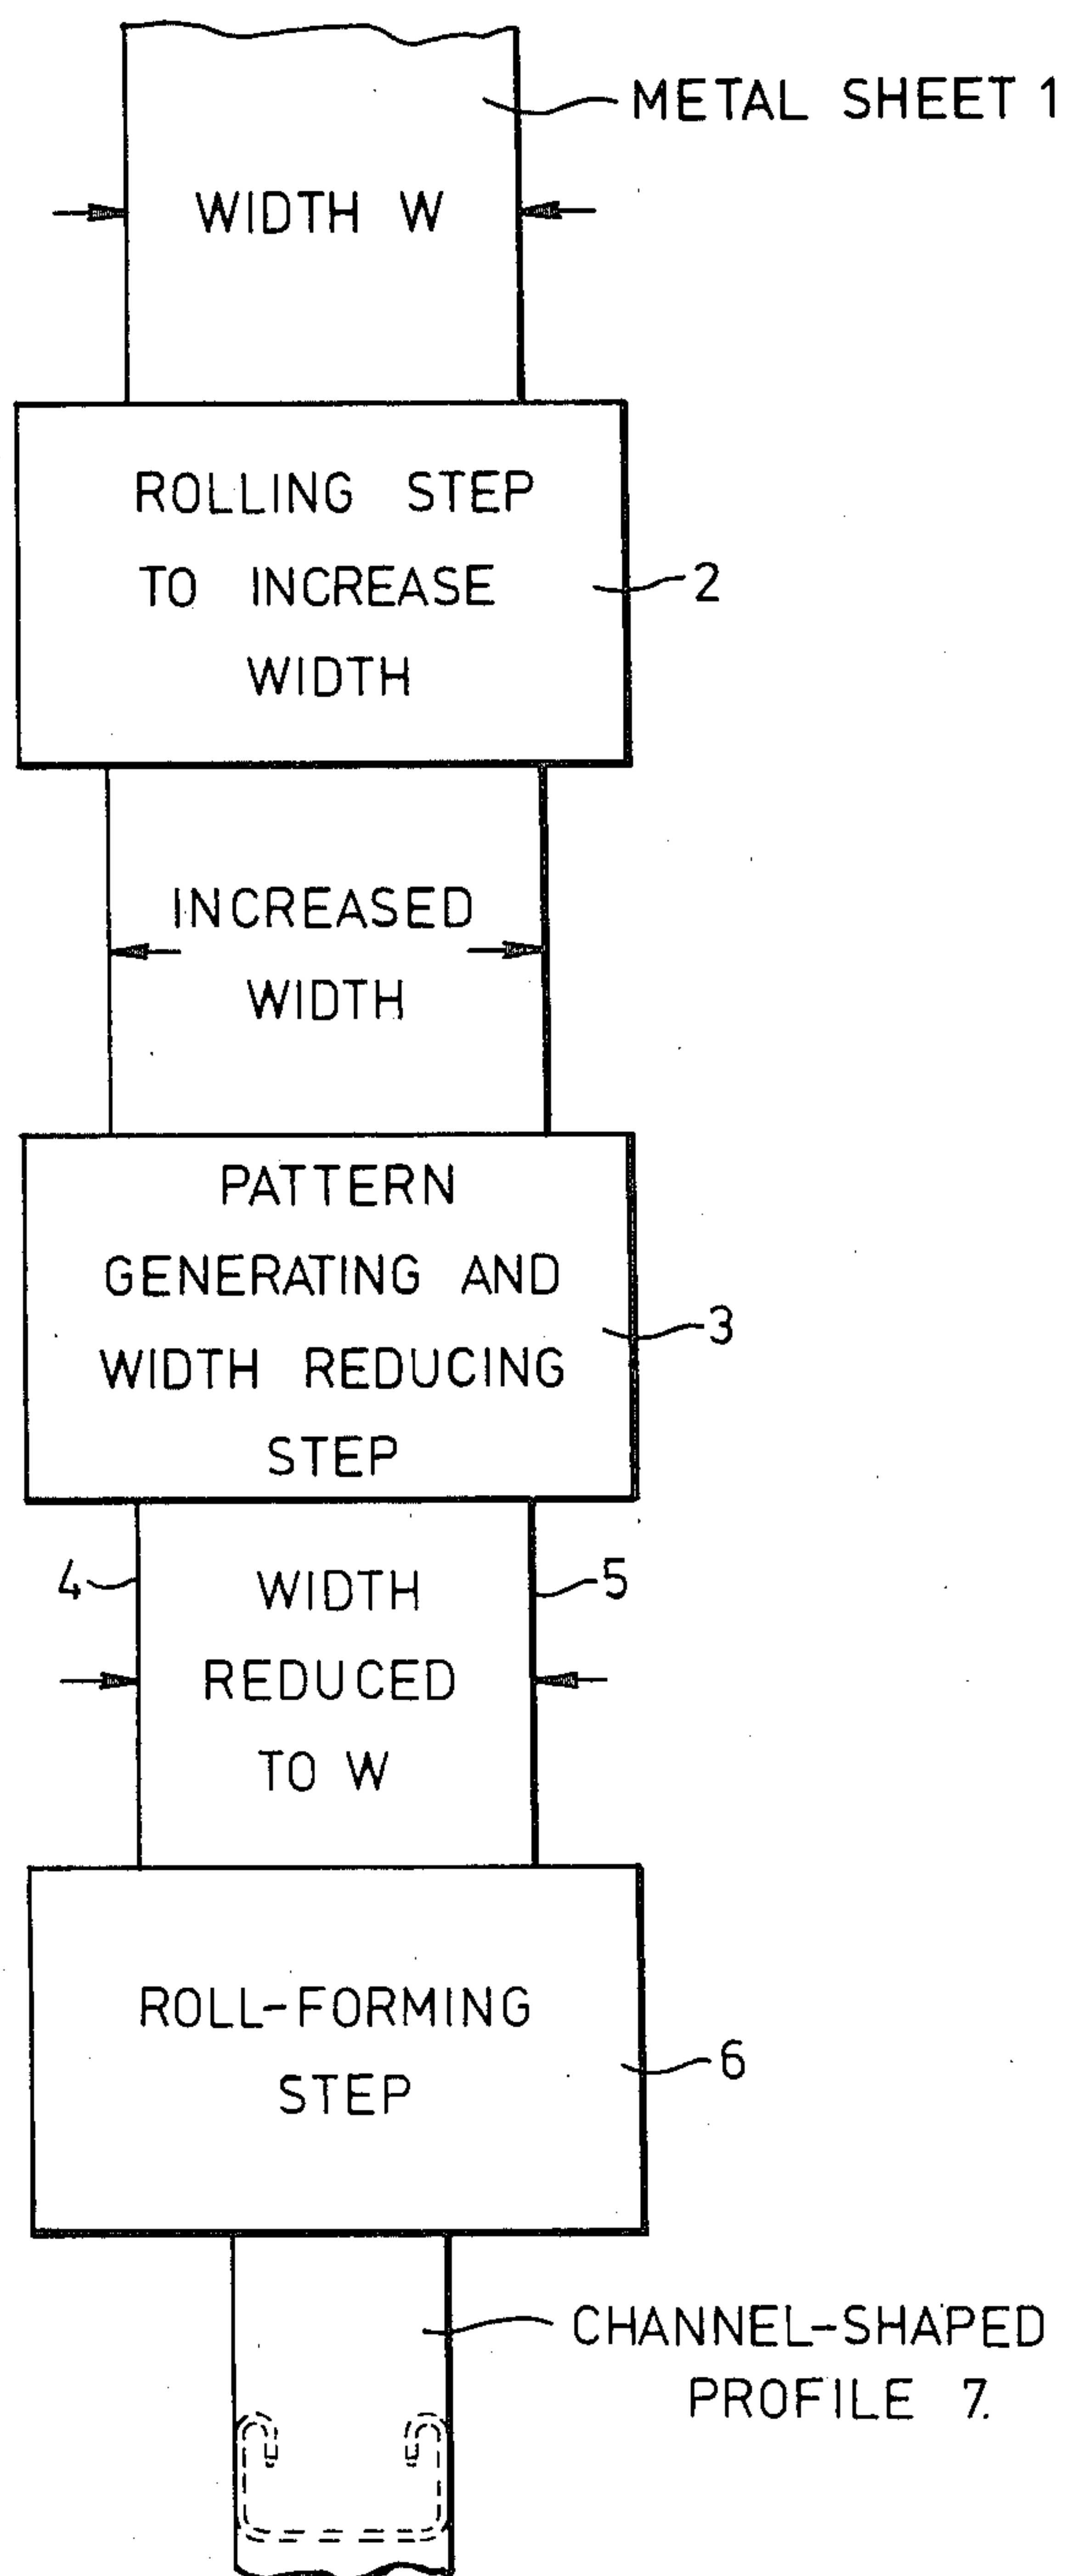 METAL SHEET 1
WIDTH W
ROLLING STEP
TO INCREASE
WIDTH
2
INCREASED
WIDTH
PATTERN
GENERATING AND
WIDTH REDUCING
STEP
3
4
5
WIDTH
REDUCED
TO W
ROLL-FORMING
STEP
6
CHANNEL-SHAPED
PROFILE 7.